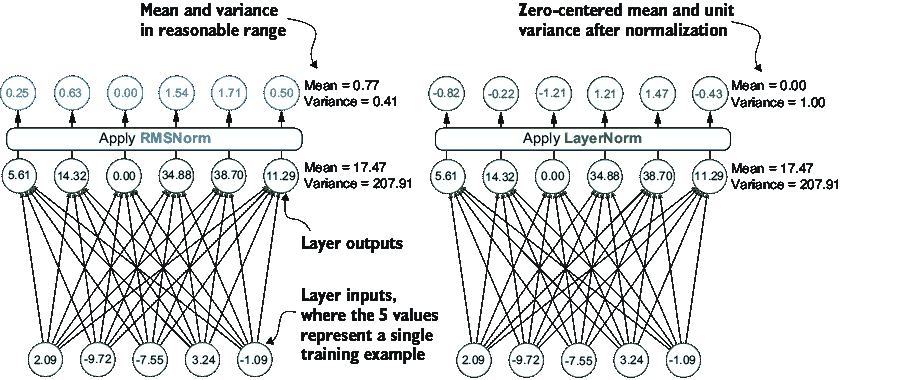 Mean and variance
in reasonable range
0.25 0.63 0.00 1.54 1.71 0.50
Mean = 0.77
Variance = 0.41
Apply RMSNorm
5.61 14.32 0.00 34.88 38.70 11.29
Mean = 17.47
Variance = 207.91
Layer outputs
Layer inputs,
where the 5 values
represent a single
training example
2.09 -9.72 -7.55 3.24 -1.09
Zero-centered mean and unit
variance after normalization
-0.82 -0.22 -1.21 1.21 1.47 -0.43
Mean = 0.00
Variance = 1.00
Apply LayerNorm
5.61 14.32 0.00 34.88 38.70 11.29
Mean = 17.47
Variance = 207.91
2.09 -9.72 -7.55 3.24 -1.09